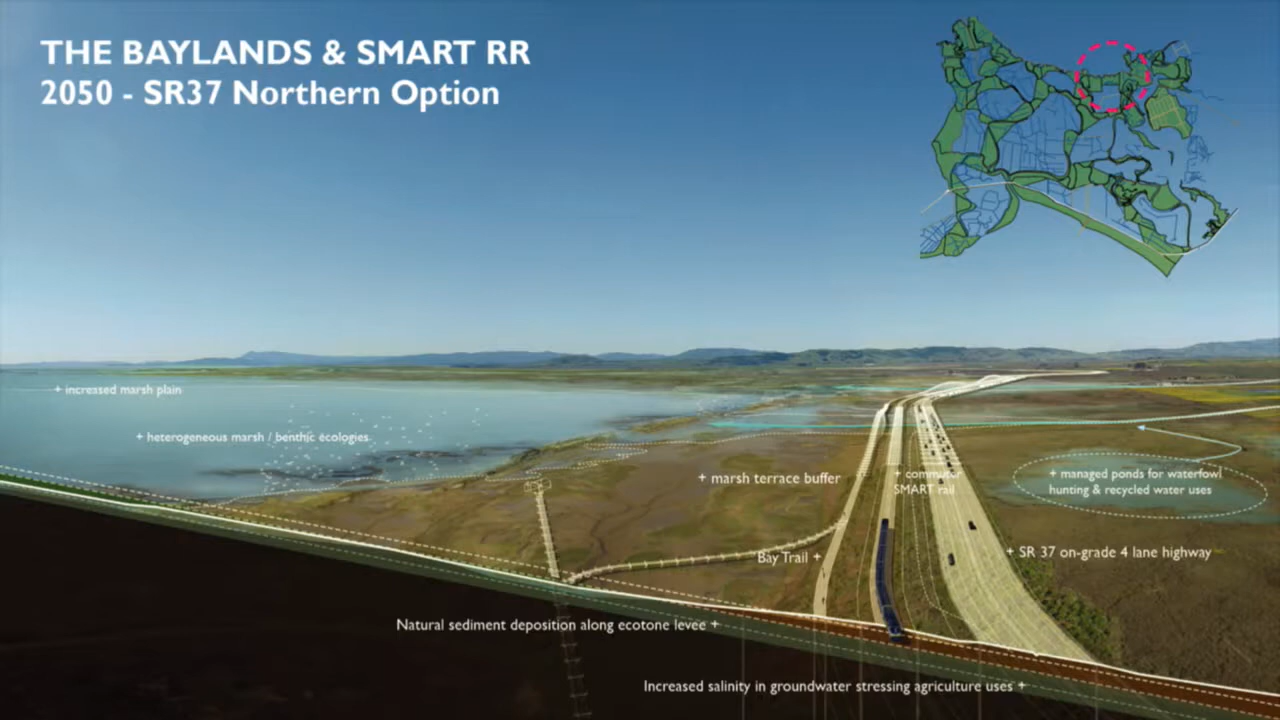 THE BAYLANDS & SMART RR
2050 - SR37 Northern Option
+ increased marsh plain
+ heterogeneous marsh / benthic ecologies
+ marsh terrace buffer
+ commuter
SMART rail
+ managed ponds for waterfowl
hunting & recycled water uses
Bay Trail +
+ SR 37 on-grade 4 lane highway
Natural sediment deposition along ecotone levee +
Increased salinity in groundwater stressing agriculture uses +